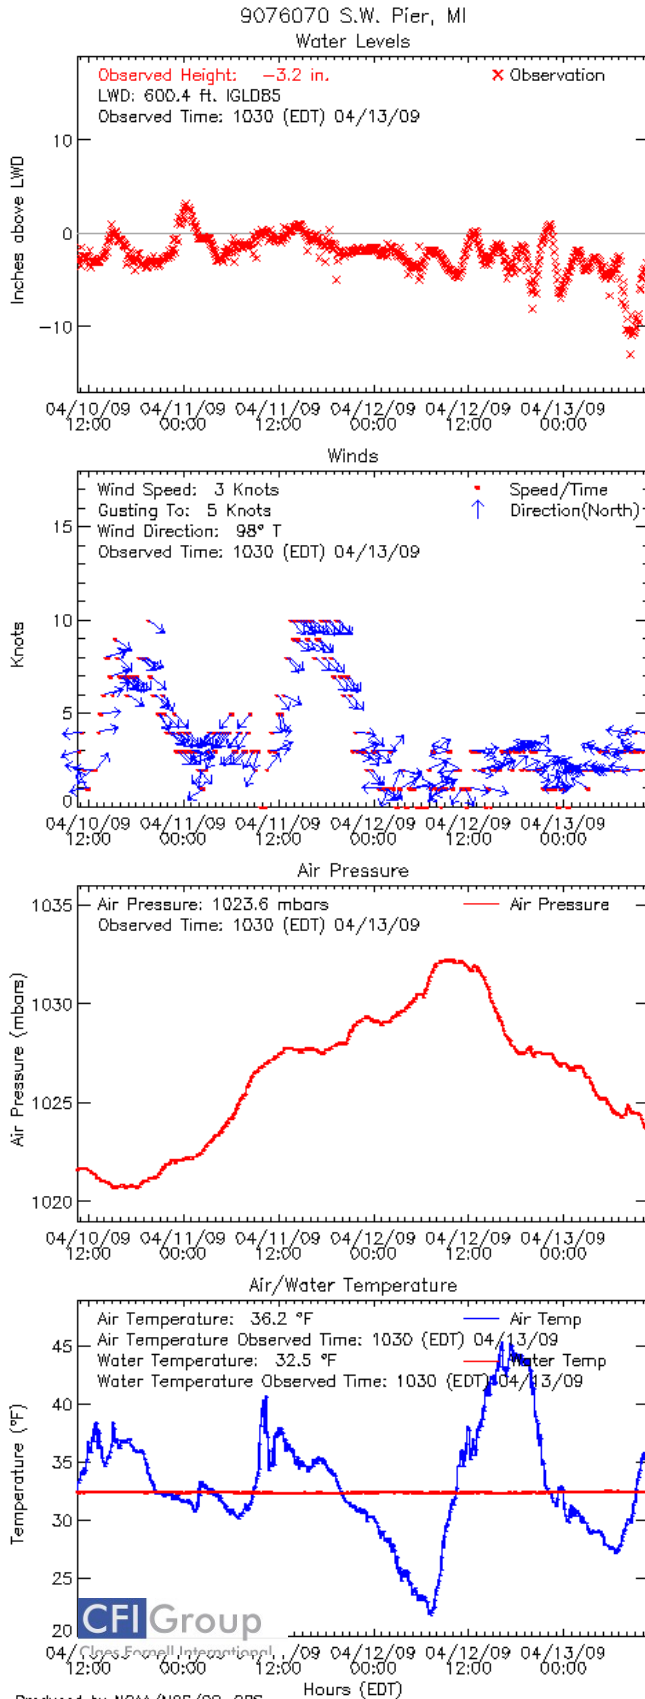 9076070 S.W. Pier, MI
Water Levels
Observed Height: −3.2 in.
× Observation
LWD: 600.4 ft. IGLD85
Observed Time: 1030 (EDT) 04/13/09
Inches above LWD
10
0
−10
04/10/09 04/11/09 04/11/09 04/12/09 04/12/09 04/13/09
12:00 00:00 12:00 00:00 12:00 00:00
Winds
Wind Speed: 3 Knots
Speed/Time
Gusting To: 5 Knots
Direction(North)
Wind Direction: 98° T
Observed Time: 1030 (EDT) 04/13/09
Knots
15
10
5
0
04/10/09 04/11/09 04/11/09 04/12/09 04/12/09 04/13/09
12:00 00:00 12:00 00:00 12:00 00:00
Air Pressure
Air Pressure: 1023.6 mbars
Air Pressure
Observed Time: 1030 (EDT) 04/13/09
Air Pressure (mbars)
1035
1030
1025
1020
04/10/09 04/11/09 04/11/09 04/12/09 04/12/09 04/13/09
12:00 00:00 12:00 00:00 12:00 00:00
Air/Water Temperature
Air Temperature: 36.2 °F
Air Temp
Air Temperature Observed Time: 1030 (EDT) 04/13/09
Water Temperature: 32.5 °F
Water Temp
Water Temperature Observed Time: 1030 (EDT) 04/13/09
Temperature (°F)
45
40
35
30
25
20
CFI Group
Claes Fornell International
04/ /09 04/12/09 04/12/09 04/13/09
12:00 00:00 12:00 00:00 12:00 00:00
Hours (EDT)
Produced by NOAA/NOS/CO-OPS